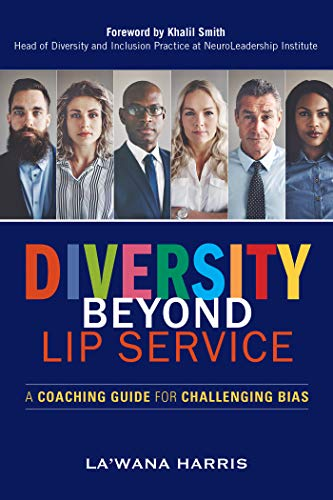 Foreword by Khalil Smith
Head of Diversity and Inclusion Practice at NeuroLeadership Institute
DIVERSITY
BEYOND
LIP SERVICE
A COACHING GUIDE FOR CHALLENGING BIAS
LA'WANA HARRIS